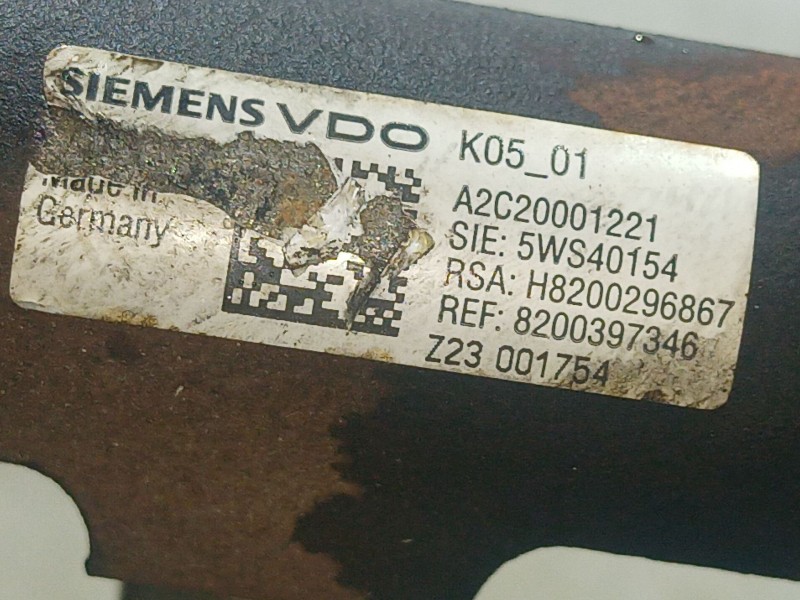 SIEMENS VDO
K05_01
A2C20001221
SIE: 5WS40154
RSA: H8200296867
REF: 8200397346
Z23 001754
Made in
Germany